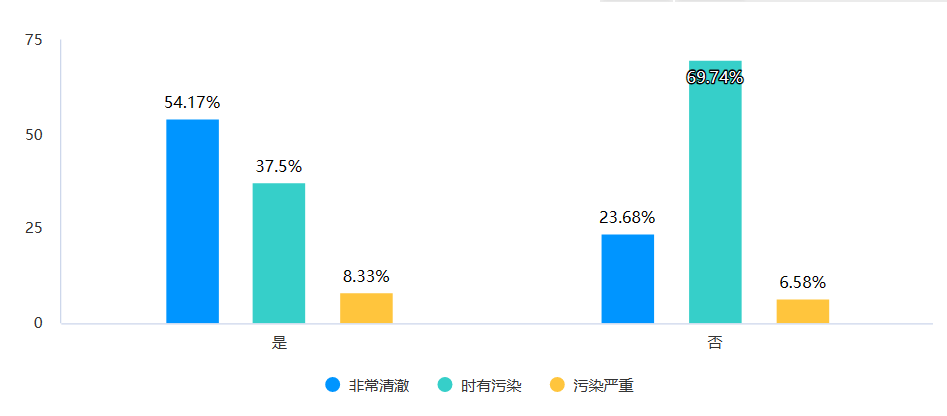 75
54.17%
37.5%
8.33%
23.68%
69.74%
6.58%
50
25
0
是
否
非常清澈
时有污染
污染严重